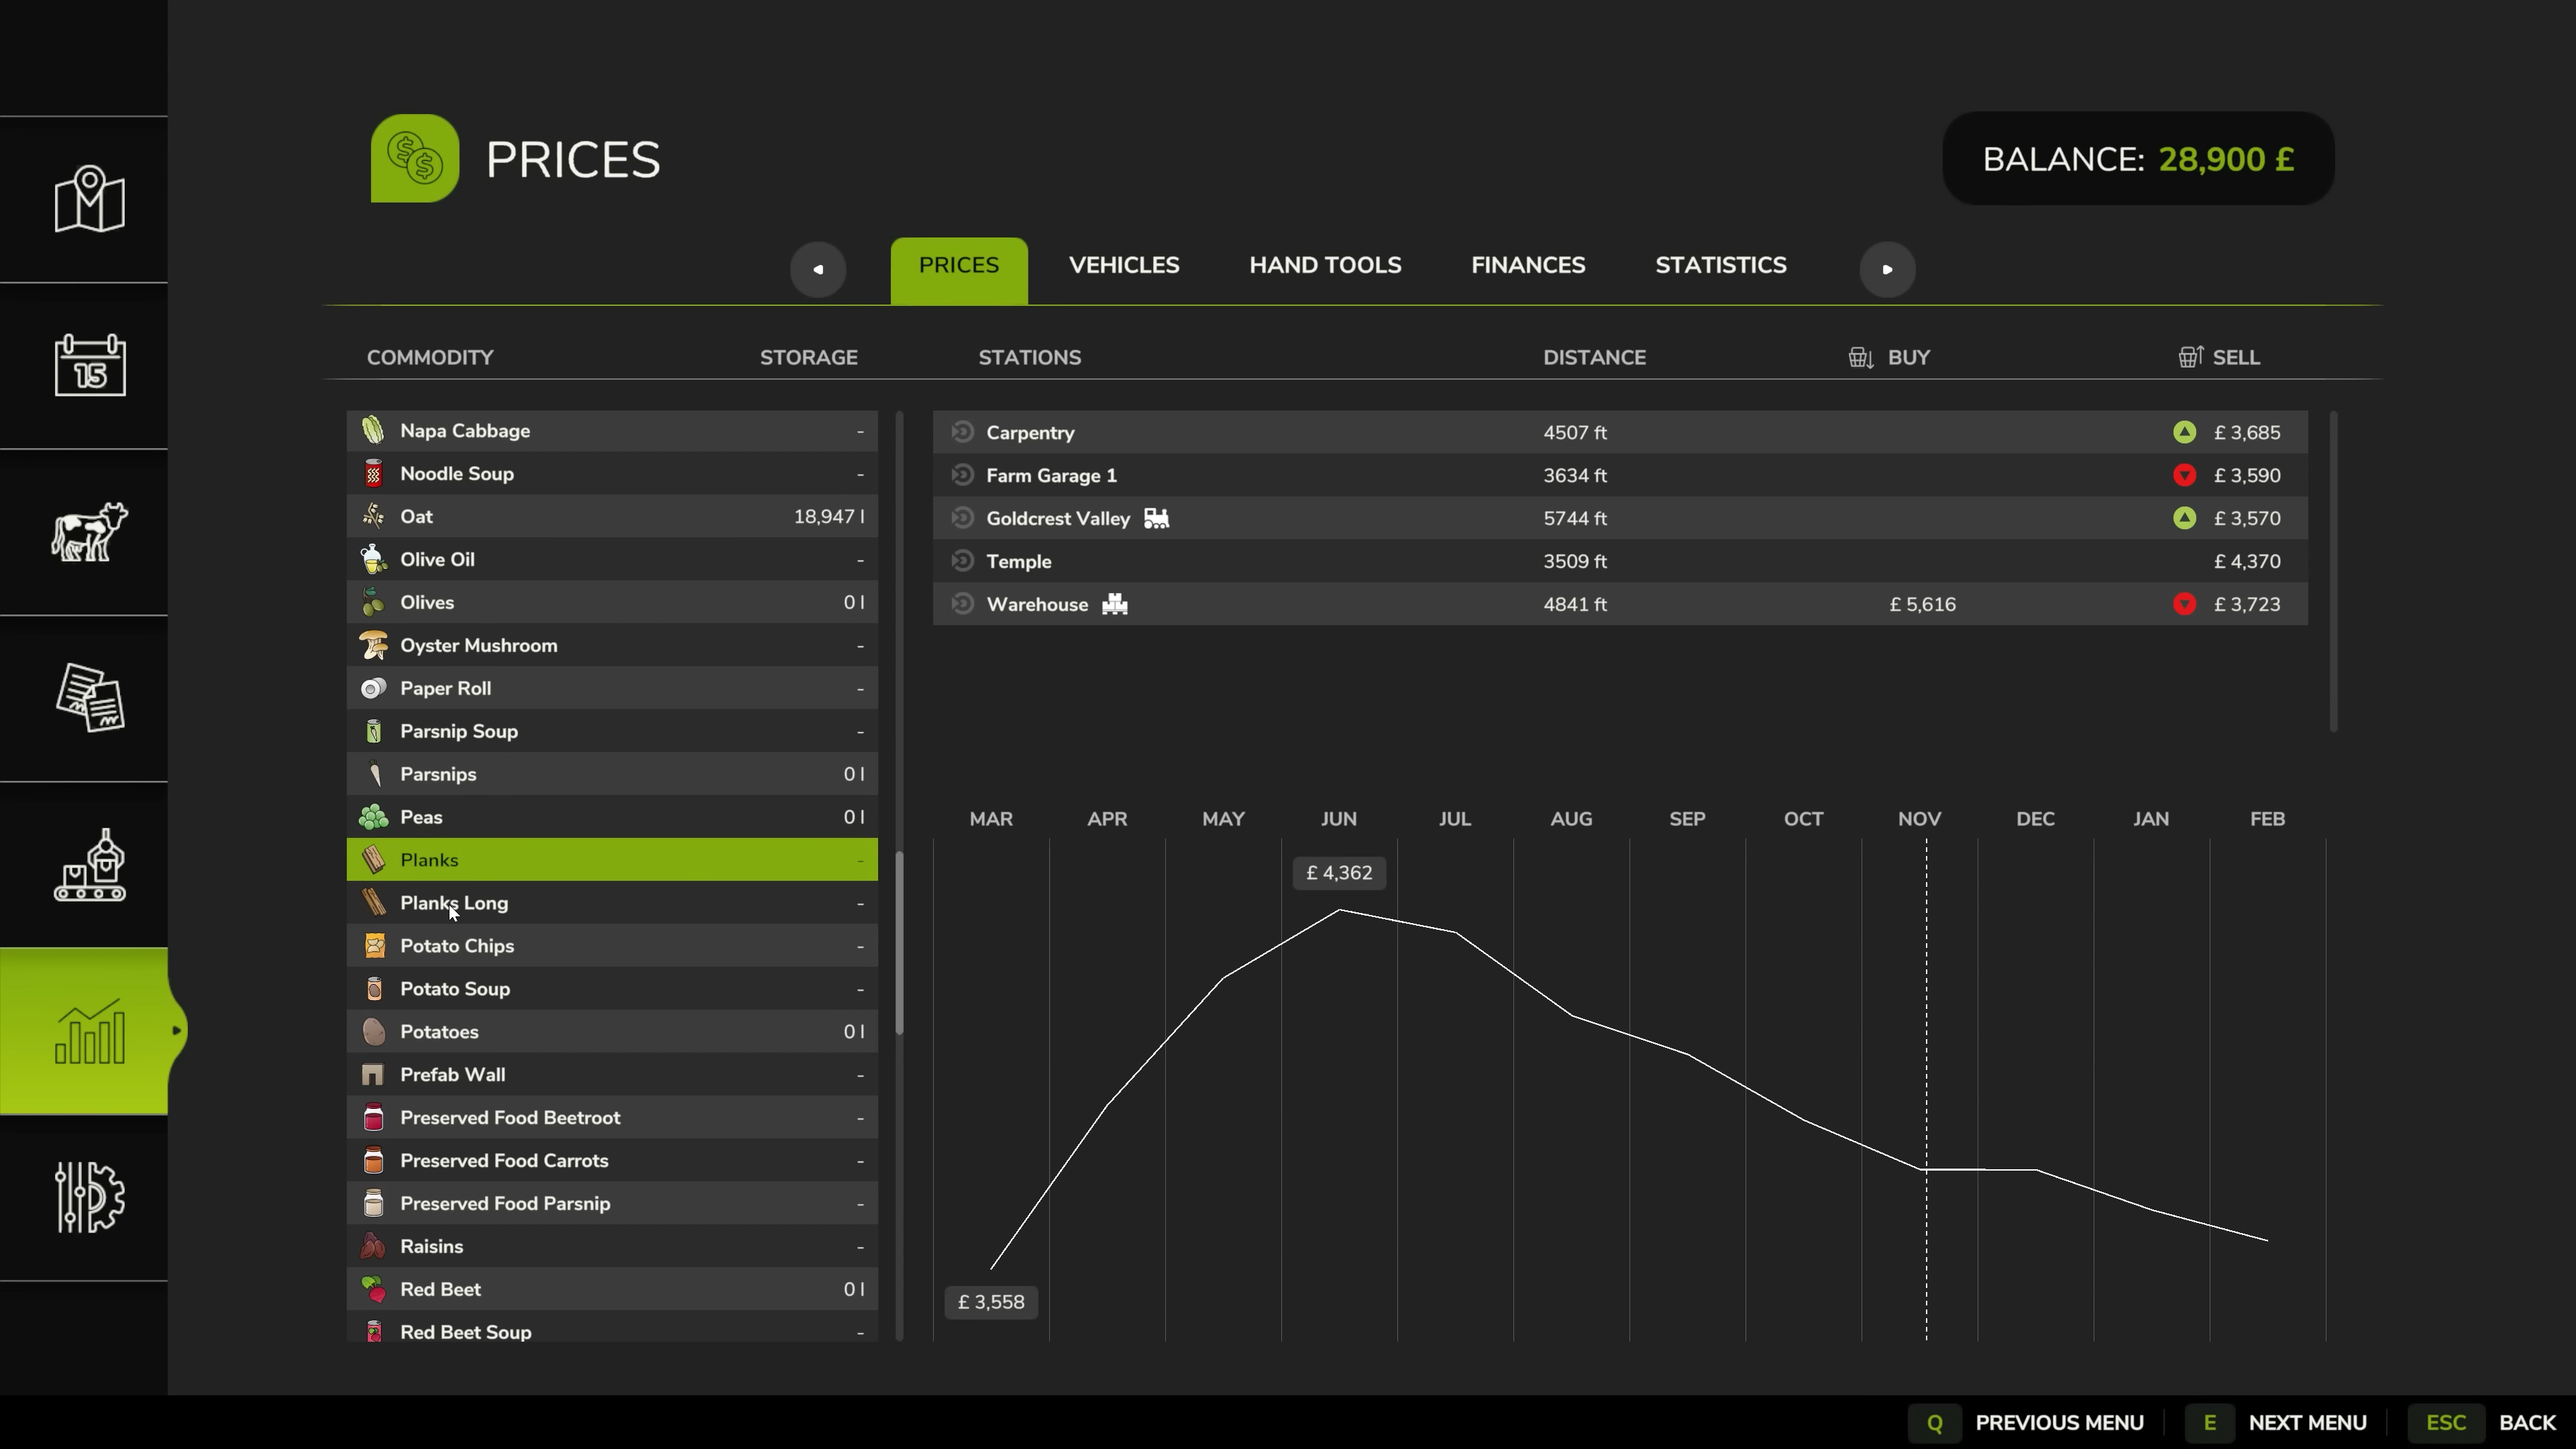 PRICES
BALANCE: 28,900 £
PRICES VEHICLES HAND TOOLS FINANCES STATISTICS
COMMODITY STORAGE STATIONS DISTANCE BUY SELL
15
Napa Cabbage -
Noodle Soup -
Oat 18,947 l
Olive Oil -
Olives 0 l
Oyster Mushroom -
Paper Roll -
Parsnip Soup -
Parsnips 0 l
Peas 0 l
Planks -
Planks Long -
Potato Chips -
Potato Soup -
Potatoes 0 l
Prefab Wall -
Preserved Food Beetroot -
Preserved Food Carrots -
Preserved Food Parsnip -
Raisins -
Red Beet 0 l
Red Beet Soup -
Carpentry 4507 ft £ 3,685
Farm Garage 1 3634 ft £ 3,590
Goldcrest Valley 5744 ft £ 3,570
Temple 3509 ft £ 4,370
Warehouse 4841 ft £ 5,616 £ 3,723
MAR APR MAY JUN JUL AUG SEP OCT NOV DEC JAN FEB
£ 4,362
£ 3,558
Q PREVIOUS MENU E NEXT MENU ESC BACK